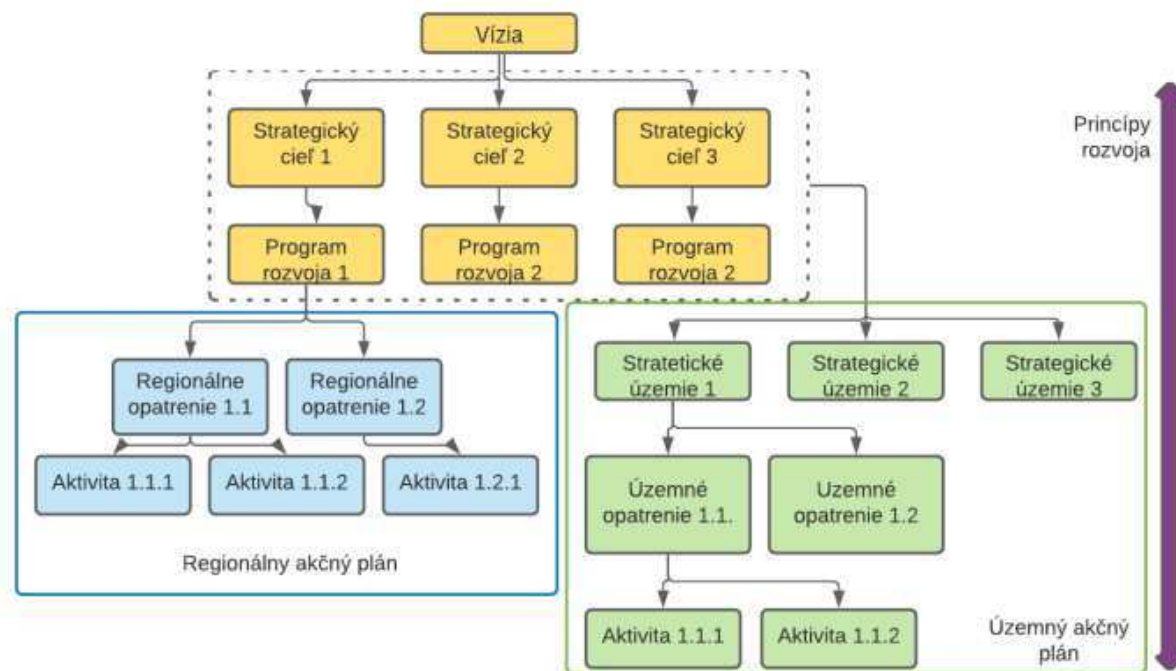 Vízia
Strategický
cieľ 1
Strategický
cieľ 2
Strategický
cieľ 3
Princípy
rozvoja
Program
rozvoja 1
Program
rozvoja 2
Program
rozvoja 2
Regionálne
opatrenie 1.1
Regionálne
opatrenie 1.2
Aktivita 1.1.1
Aktivita 1.1.2
Aktivita 1.2.1
Regionálny akčný plán
Stratetické
územie 1
Strategické
územie 2
Strategické
územie 3
Územné
opatrenie 1.1.
Uzemné
opatrenie 1.2
Aktivita 1.1.1
Aktivita 1.1.2
Územný akčný
plán